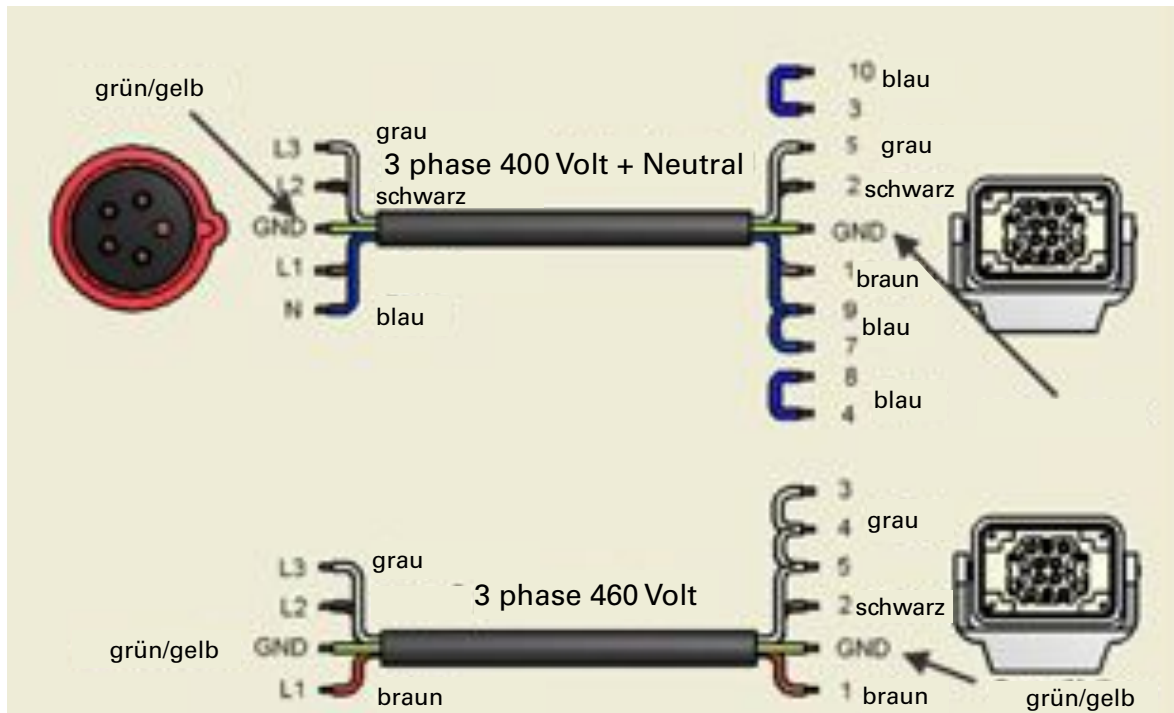 grün/gelb
10 blau
3
L3 grau
3 phase 400 Volt + Neutral
5 grau
L2 schwarz
2 schwarz
GND
GND
L1
1 braun
N blau
9
blau
7
8
blau
4
3
4 grau
L3 grau
5
3 phase 460 Volt
L2
2 schwarz
grün/gelb GND
GND
L1 braun
1 braun
grün/gelb